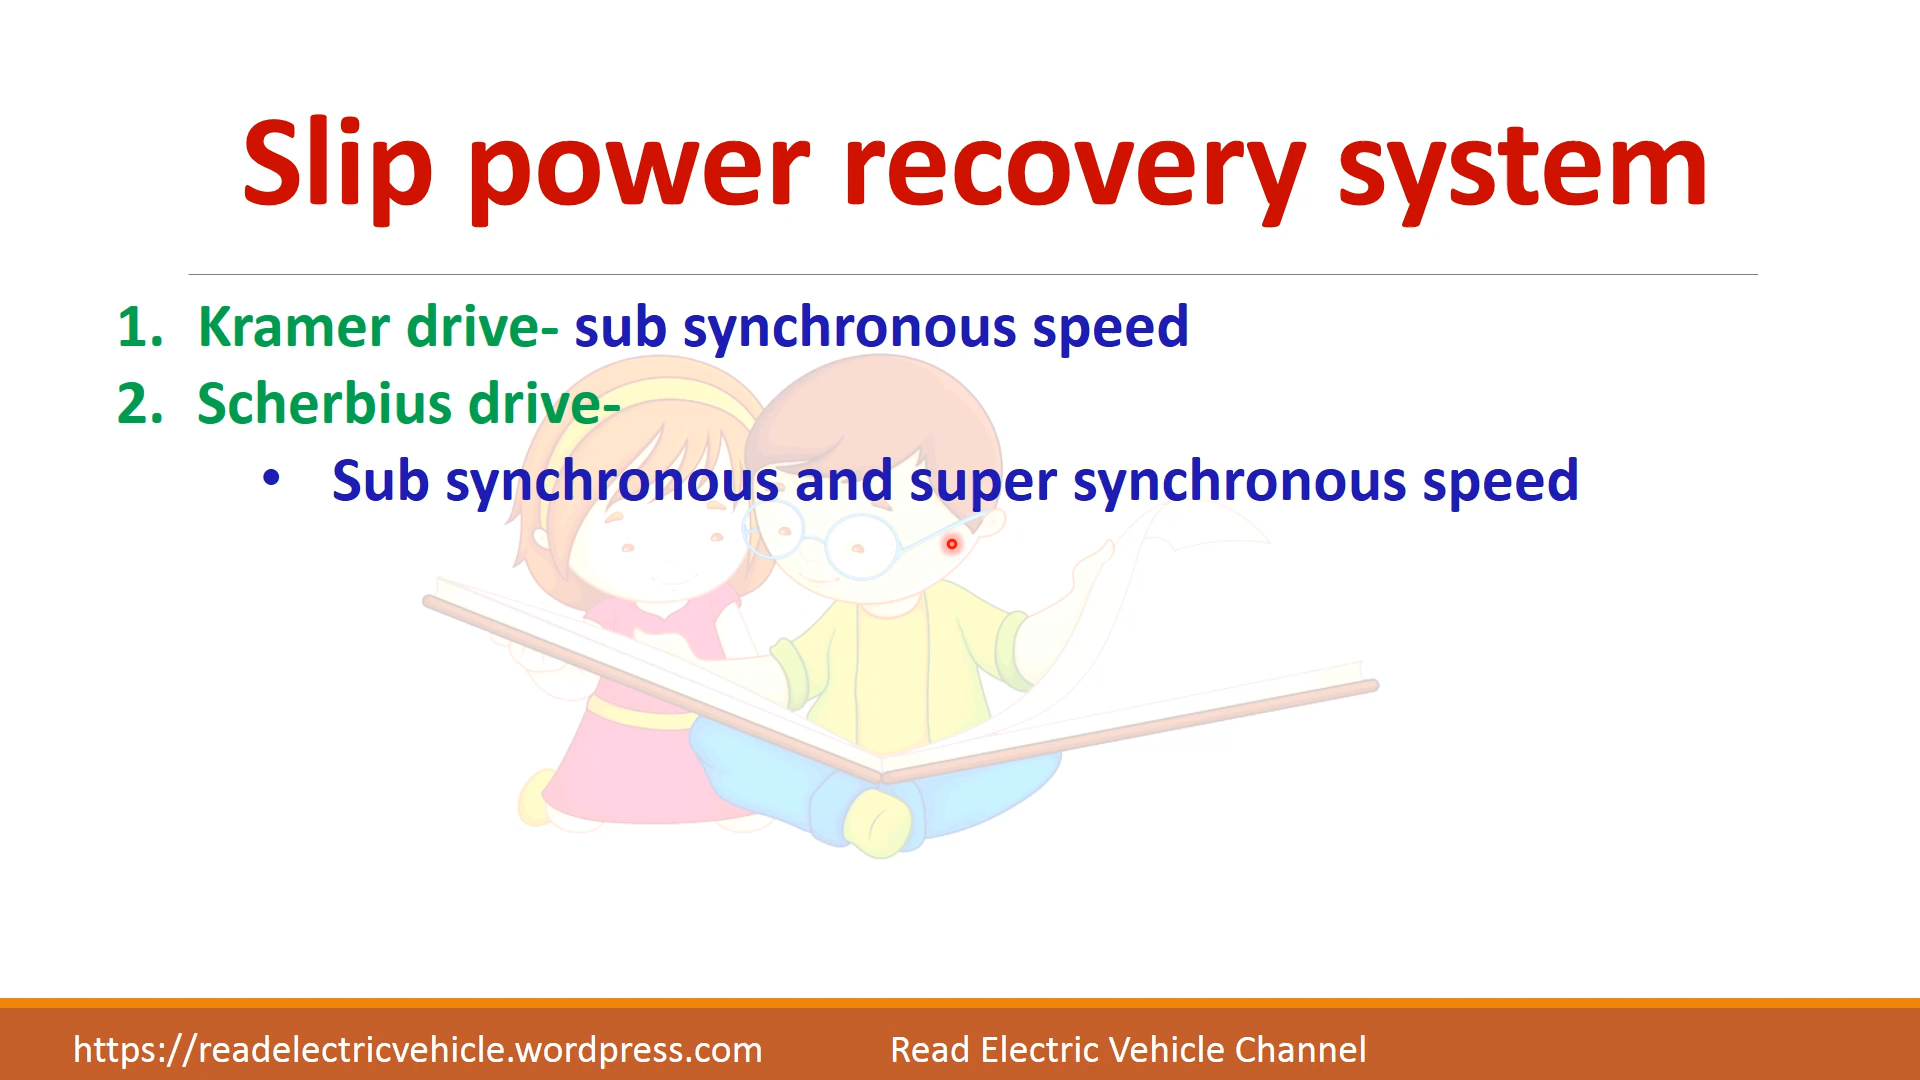 Slip power recovery system
1. Kramer drive- sub synchronous speed
2. Scherbius drive-
• Sub synchronous and super synchronous speed
https://readelectricvehicle.wordpress.com Read Electric Vehicle Channel